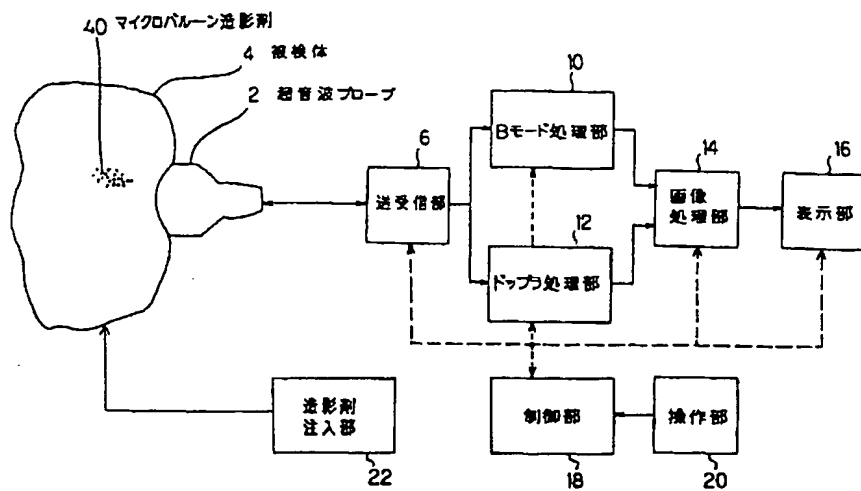 40 マイクロバルーン造影剤
4 被検体
2 超音波プローブ
10
Bモード処理部
6
送受信部
14
画像
処理部
16
表示部
12
ドップラ処理部
造影剤
注入部
22
制御部
18
操作部
20